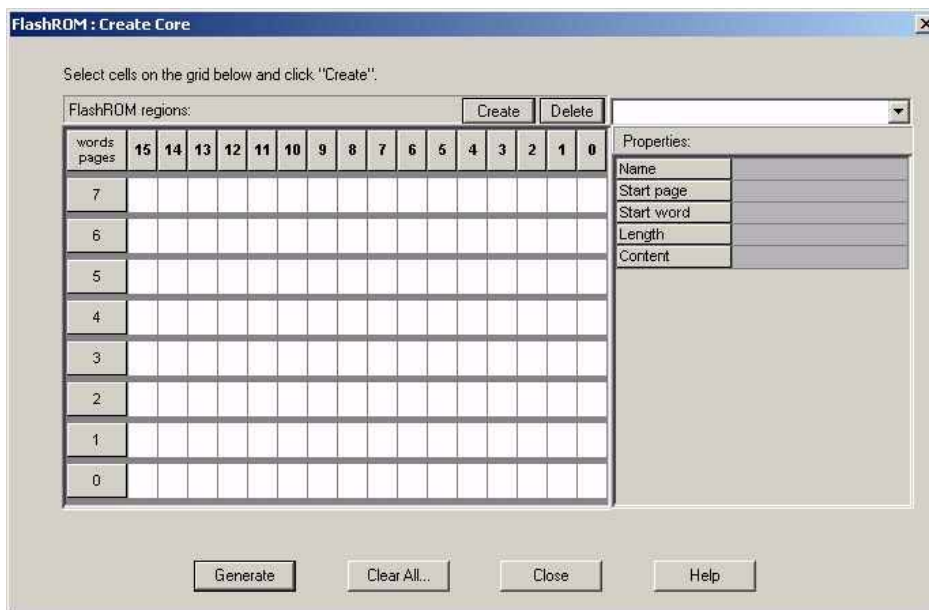 FlashROM : Create Core
Select cells on the grid below and click "Create".
FlashROM regions: Create Delete
words pages 15 14 13 12 11 10 9 8 7 6 5 4 3 2 1 0
7
6
5
4
3
2
1
0
Properties:
Name
Start page
Start word
Length
Content
Generate Clear All... Close Help